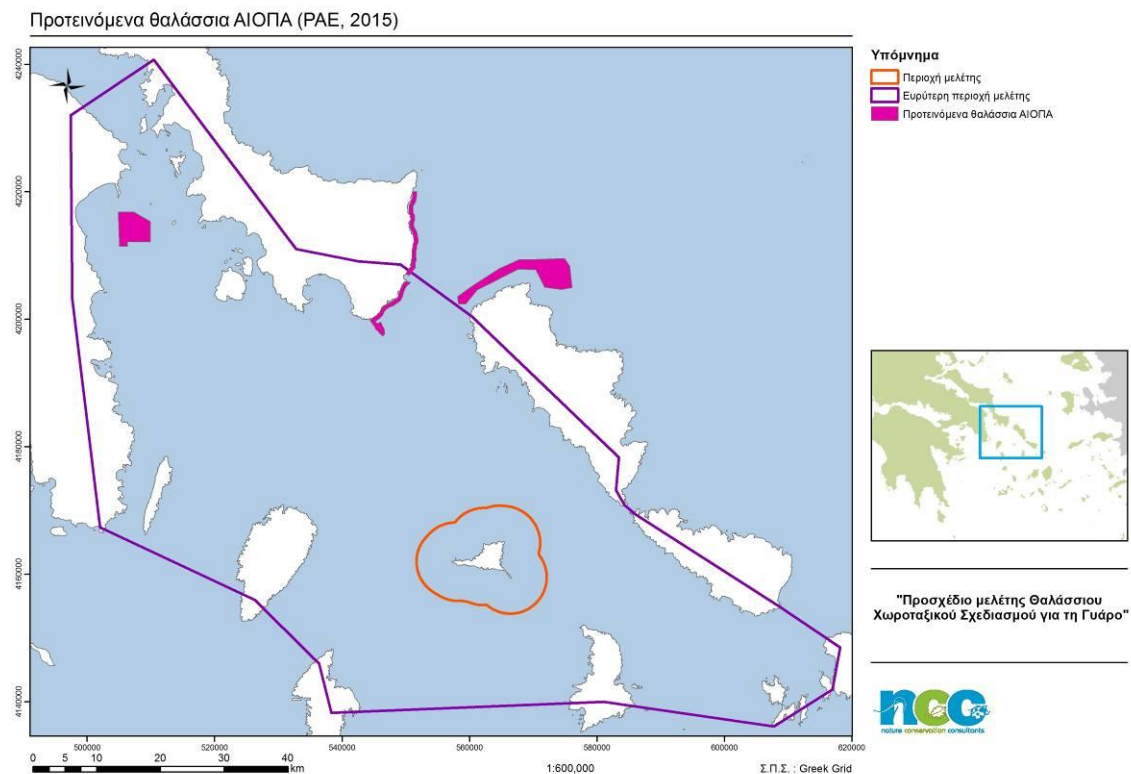 Προτεινόμενα θαλάσσια ΑΙΟΠΑ (ΡΑΕ, 2015)
Υπόμνημα
Περιοχή μελέτης
Ευρύτερη περιοχή μελέτης
Προτεινόμενα θαλάσσια ΑΙΟΠΑ
4240000
4220000
4200000
4180000
4160000
4140000
"Προσχέδιο μελέτης Θαλάσσιου
Χωροταξικού Σχεδιασμού για τη Γυάρο"
ncc
nature conservation consultants
500000 520000 540000 560000 580000 600000 620000
0 5 10 20 30 40
km
1:600,000
Σ.Π.Σ. : Greek Grid